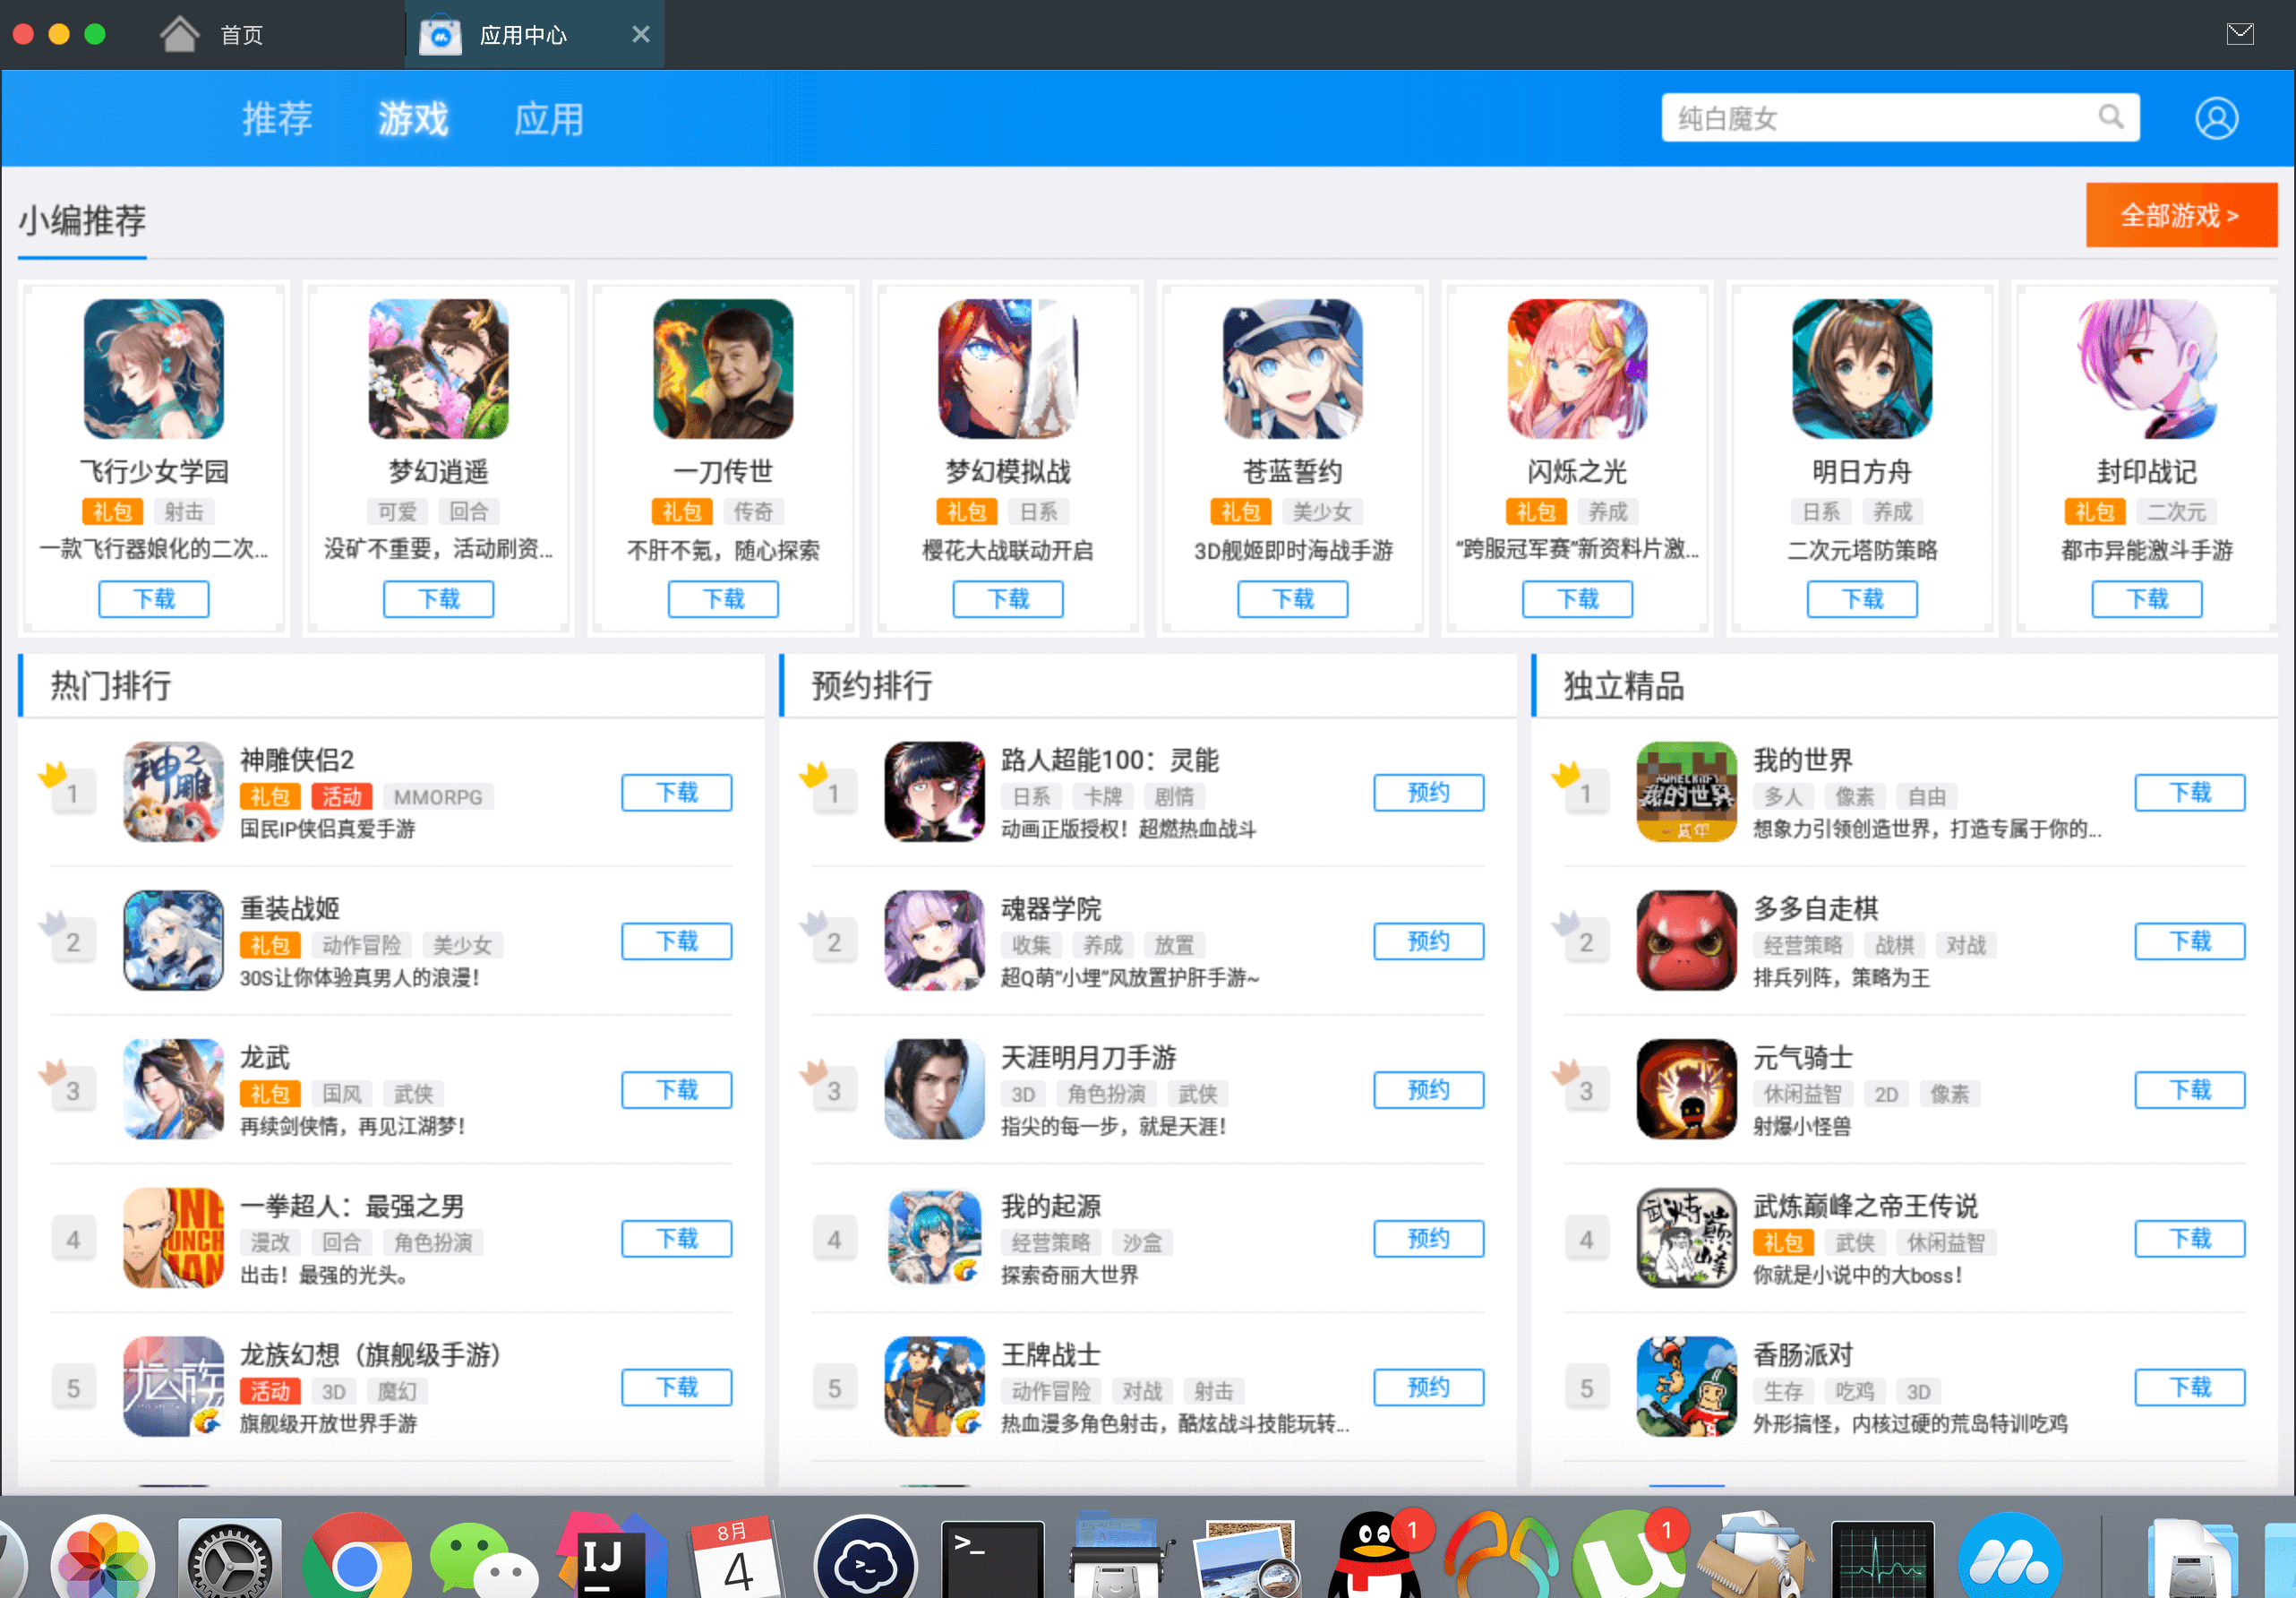 首页
应用中心
推荐
游戏
应用
纯白魔女
小编推荐
全部游戏 >
飞行少女学园
礼包 射击
一款飞行器娘化的二次...
下载
梦幻逍遥
可爱 回合
没矿不重要，活动刷资...
下载
一刀传世
礼包 传奇
不肝不氪，随心探索
下载
梦幻模拟战
礼包 日系
樱花大战联动开启
下载
苍蓝誓约
礼包 美少女
3D舰姬即时海战手游
下载
闪烁之光
礼包 养成
“跨服冠军赛”新资料片激...
下载
明日方舟
日系 养成
二次元塔防策略
下载
封印战记
礼包 二次元
都市异能激斗手游
下载
热门排行
1
神雕2
神雕侠侣2
礼包 活动 MMORPG
国民IP侠侣真爱手游
下载
2
重装战姬
礼包 动作冒险 美少女
30S让你体验真男人的浪漫！
下载
3
龙武
礼包 国风 武侠
再续剑侠情，再见江湖梦！
下载
4
一拳超人：最强之男
漫改 回合 角色扮演
出击！最强的光头。
下载
5
龙族
龙族幻想（旗舰级手游）
活动 3D 魔幻
旗舰级开放世界手游
下载
预约排行
1
路人超能100：灵能
日系 卡牌 剧情
动画正版授权！超燃热血战斗
预约
2
魂器学院
收集 养成 放置
超Q萌“小埋”风放置护肝手游~
预约
3
天涯明月刀手游
3D 角色扮演 武侠
指尖的每一步，就是天涯！
预约
4
我的起源
经营策略 沙盒
探索奇丽大世界
预约
5
王牌战士
动作冒险 对战 射击
热血漫多角色射击，酷炫战斗技能玩转...
预约
独立精品
1
MINECRAFT
我的世界
一周年
我的世界
多人 像素 自由
想象力引领创造世界，打造专属于你的...
下载
2
多多自走棋
经营策略 战棋 对战
排兵列阵，策略为王
下载
3
元气骑士
休闲益智 2D 像素
射爆小怪兽
下载
4
武炼巅峰
武炼巅峰之帝王传说
礼包 武侠 休闲益智
你就是小说中的大boss！
下载
5
香肠派对
生存 吃鸡 3D
外形搞怪，内核过硬的荒岛特训吃鸡
下载
IJ
8月
4
>_
1
1